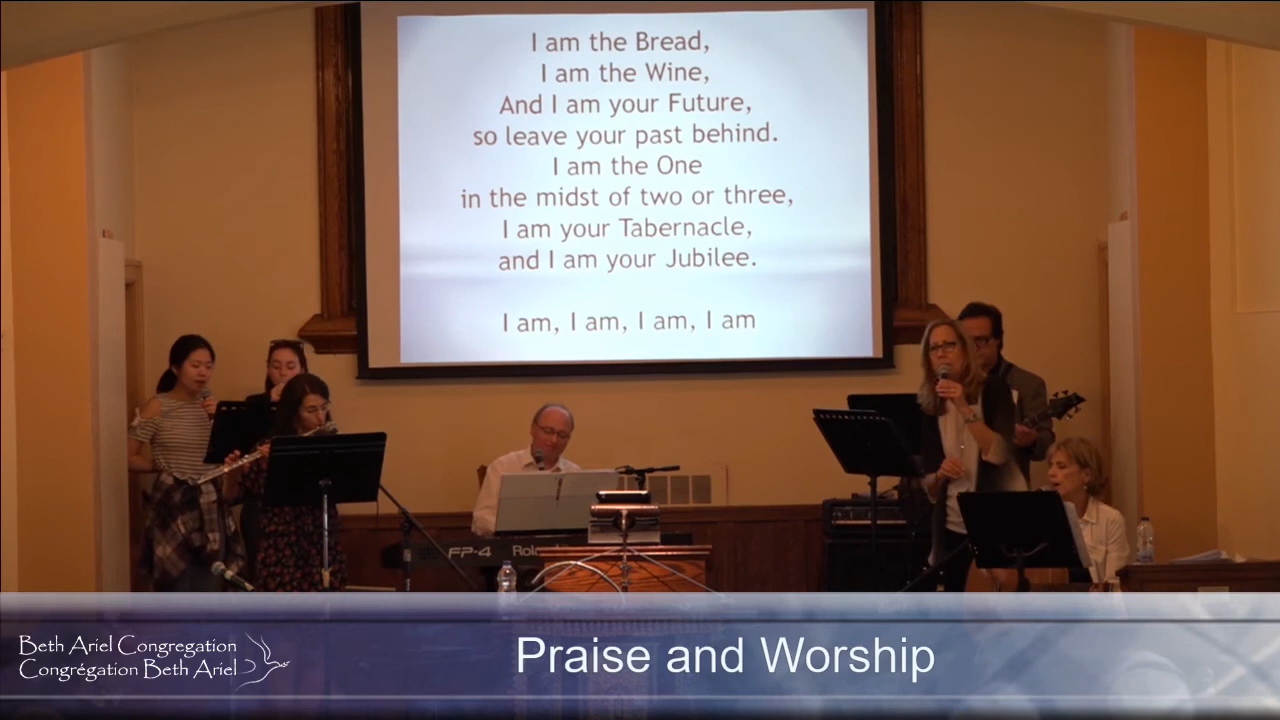 I am the Bread,
I am the Wine,
And I am your Future,
so leave your past behind.
I am the One
in the midst of two or three,
I am your Tabernacle,
and I am your Jubilee.
I am, I am, I am, I am
FP-4 Rol
Beth Ariel Congregation
Congrégation Beth Ariel
Praise and Worship